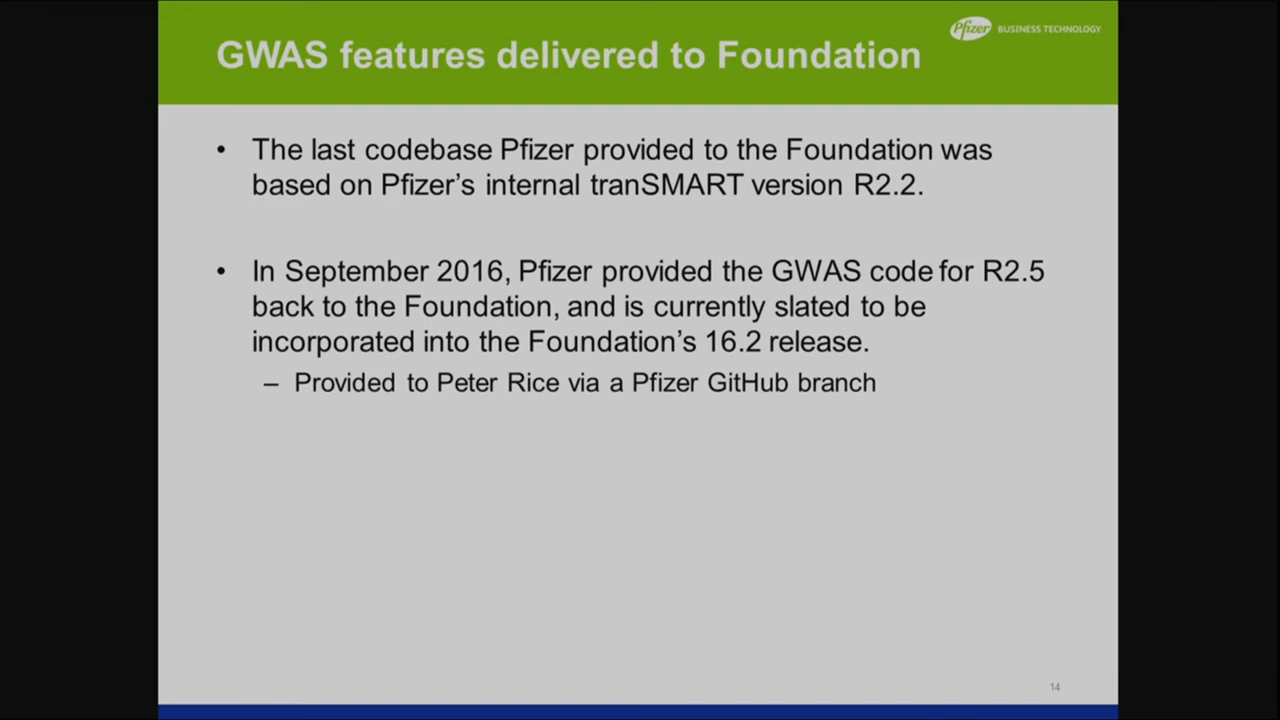 Pfizer BUSINESS TECHNOLOGY
GWAS features delivered to Foundation
• The last codebase Pfizer provided to the Foundation was
based on Pfizer's internal tranSMART version R2.2.
• In September 2016, Pfizer provided the GWAS code for R2.5
back to the Foundation, and is currently slated to be
incorporated into the Foundation's 16.2 release.
– Provided to Peter Rice via a Pfizer GitHub branch
14